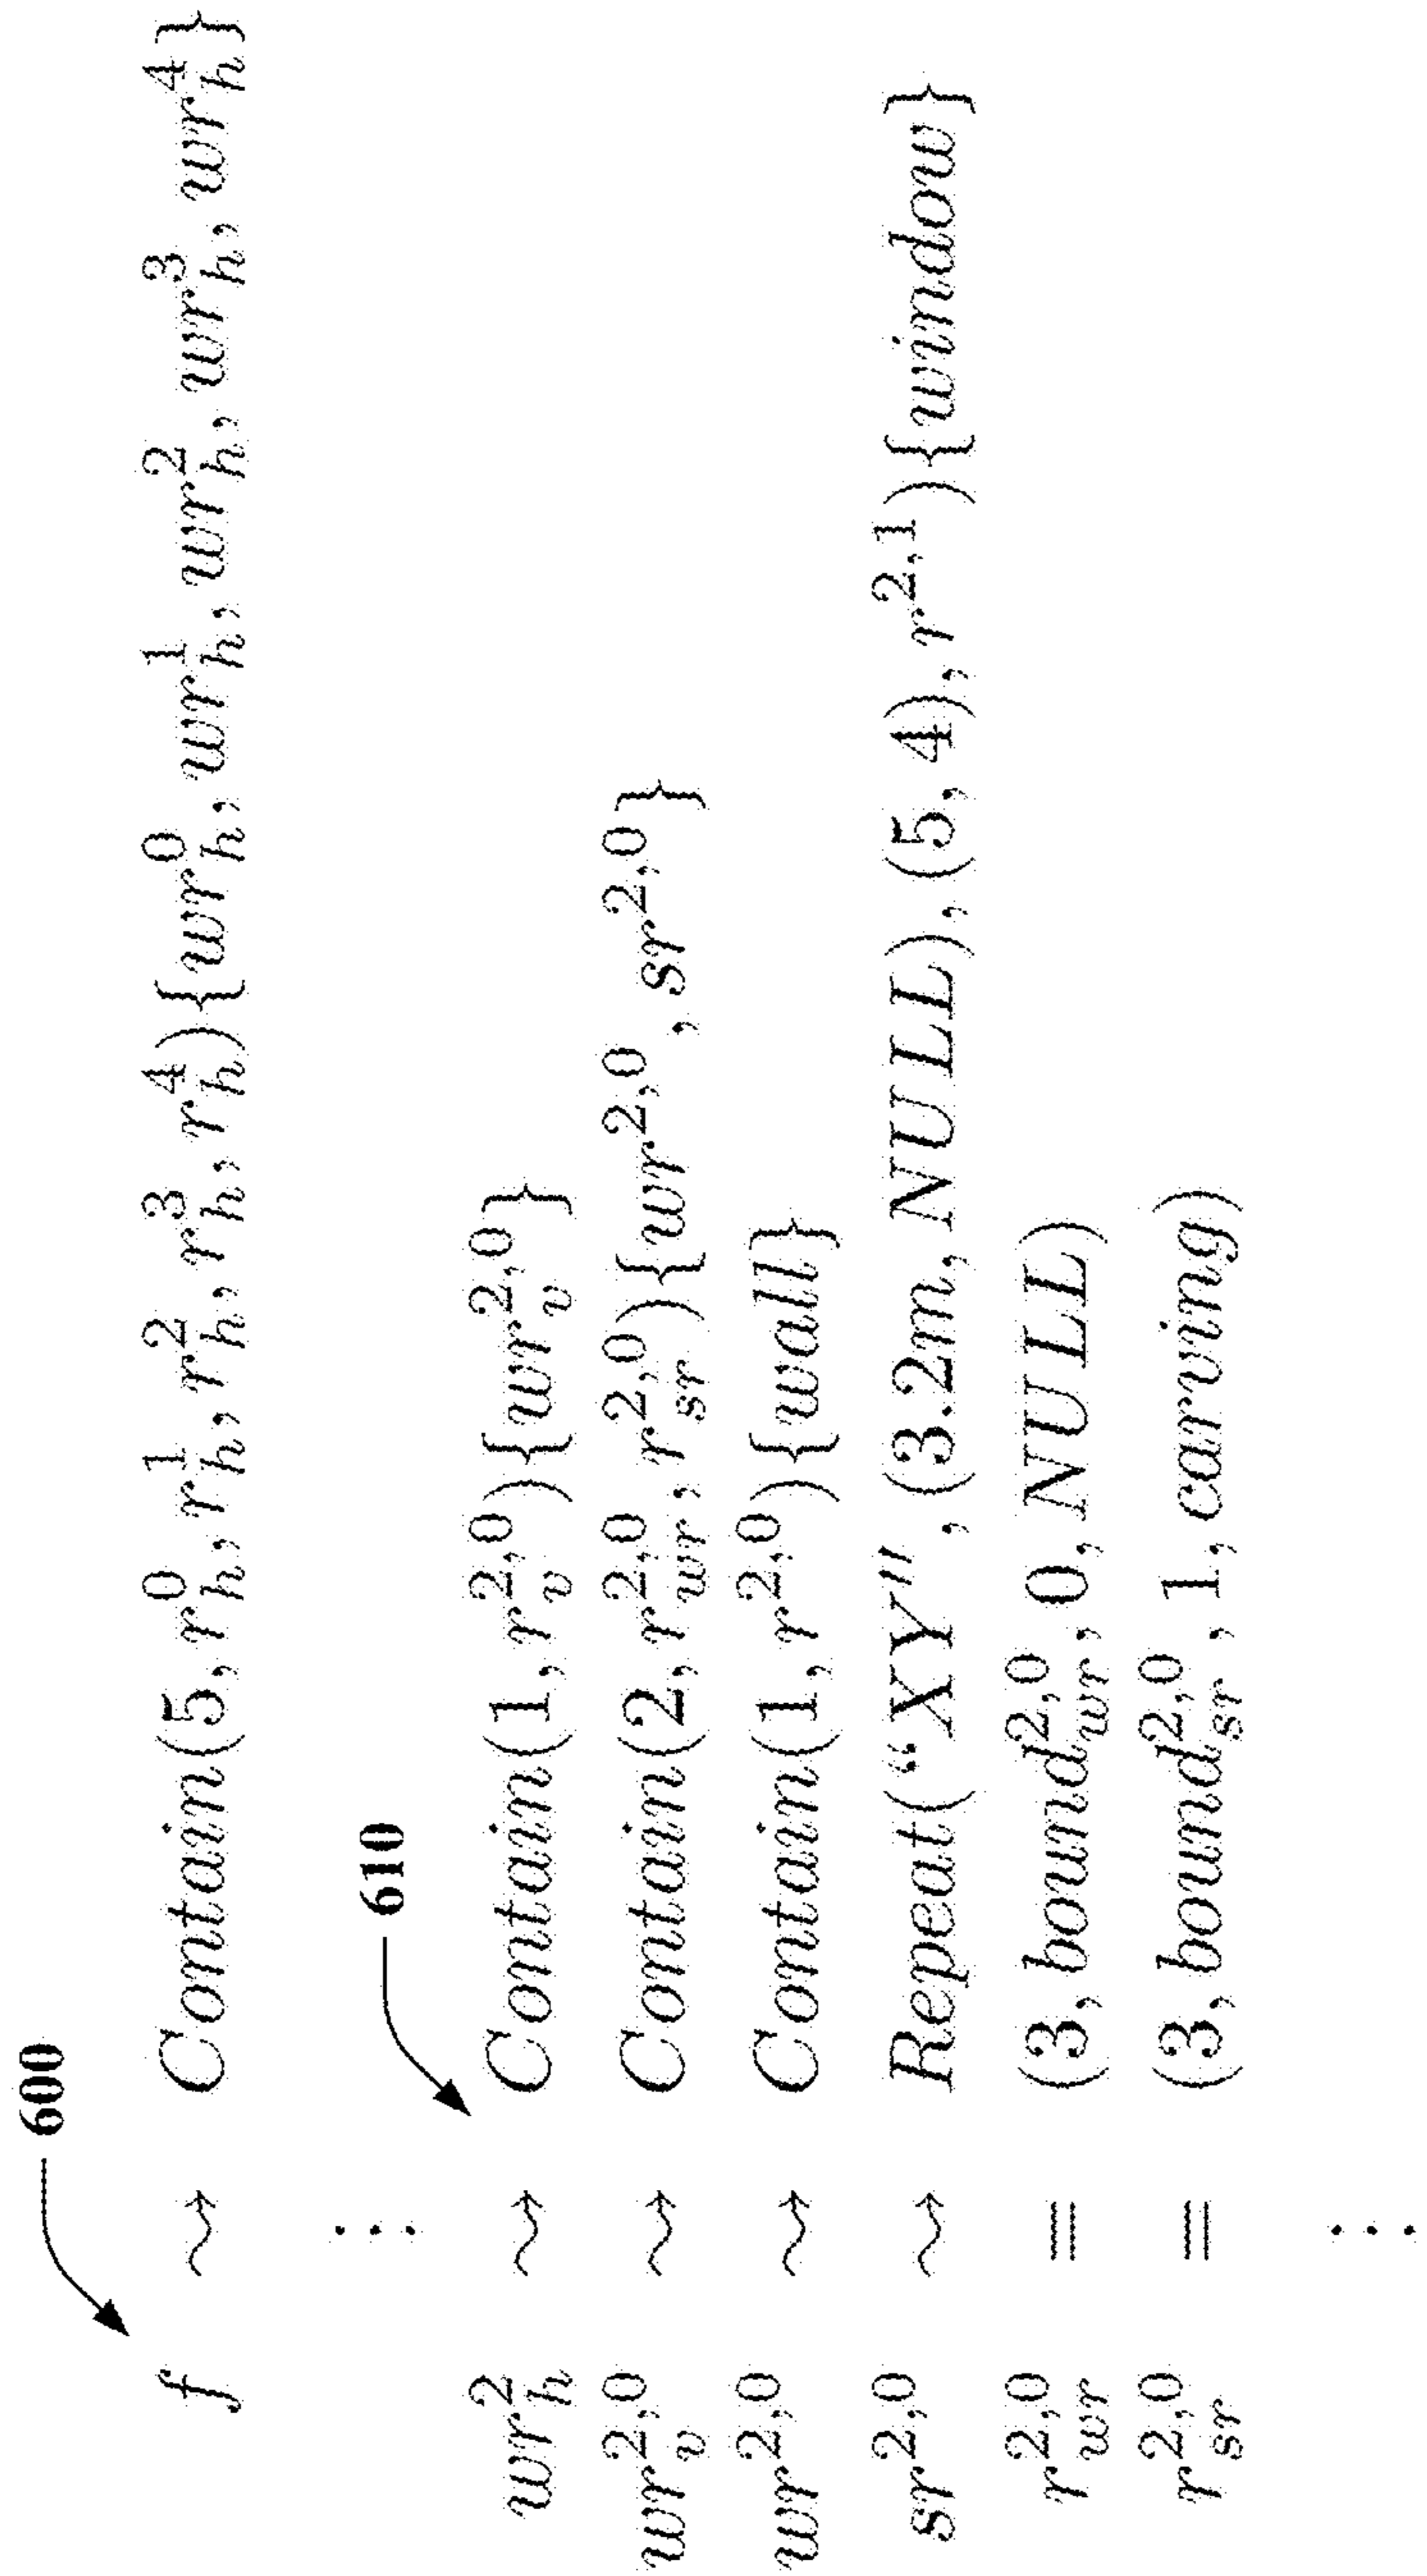 600
f ⇝ Contain(5, r_h^0, r_h^1, r_h^2, r_h^3, r_h^4){wr_h^0, wr_h^1, wr_h^2, wr_h^3, wr_h^4}
⋮
610
wr_h^2 ⇝ Contain(1, r_v^{2,0}){wr_v^{2,0}}
wr_v^{2,0} ⇝ Contain(2, r_{wr}^{2,0}, r_{sr}^{2,0}){wr^{2,0}, sr^{2,0}}
wr^{2,0} ⇝ Contain(1, r^{2,0}){wall}
sr^{2,0} ⇝ Repeat(“XY”, (3.2m, NULL), (5, 4), r^{2,1}){window}
r_{wr}^{2,0} = (3, bound_{wr}^{2,0}, 0, NULL)
r_{sr}^{2,0} = (3, bound_{sr}^{2,0}, 1, carving)
⋮